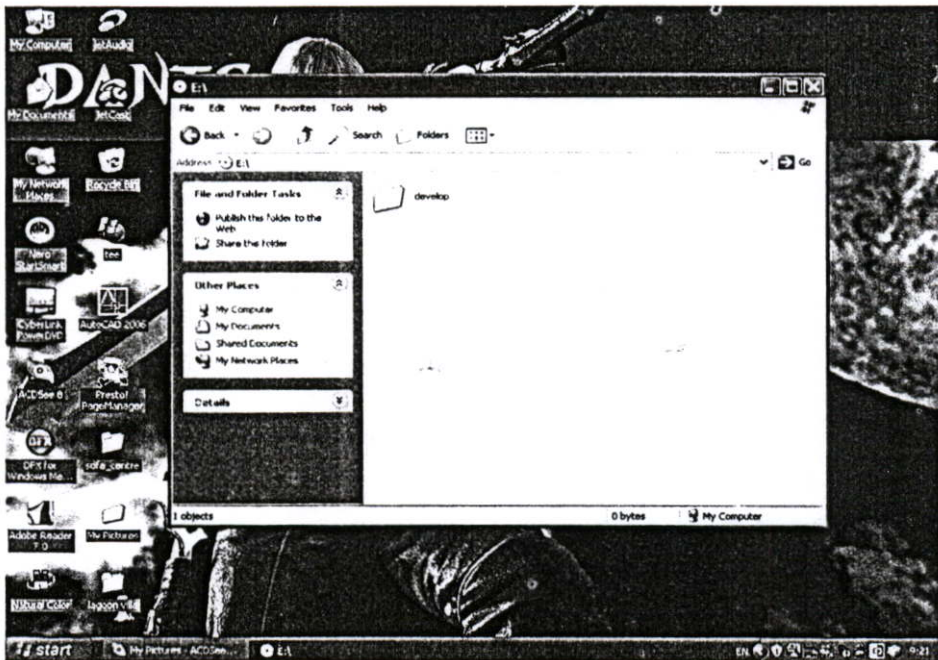 My Computer
JetAudio
My Documents
JetCast
My Network Places
Recycle Bin
Nero StartSmart
tee
CyberLink PowerDVD
AutoCAD 2006
ACDSee 8
Presto! PageManager
DFX for Windows Me...
sofa_centre
Adobe Reader 7.0
My Pictures
Natural Color
lagoon villa
E:\
File Edit View Favorites Tools Help
Back Search Folders
Address E:\ Go
File and Folder Tasks
Publish this folder to the
Web
Share this folder
Other Places
My Computer
My Documents
Shared Documents
My Network Places
Details
develop
1 objects 0 bytes My Computer
start My Pictures - ACDSee... E:\ EN 9:21